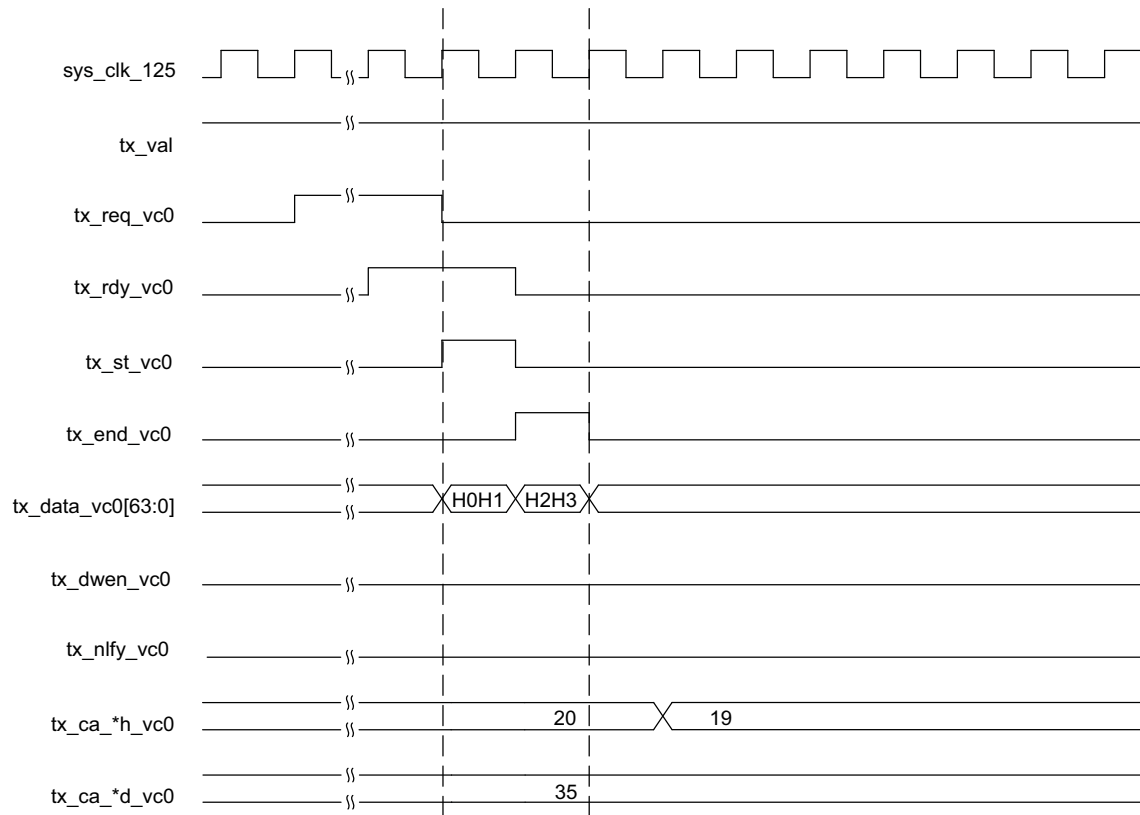 sys_clk_125
tx_val
tx_req_vc0
tx_rdy_vc0
tx_st_vc0
tx_end_vc0
tx_data_vc0[63:0] H0H1 H2H3
tx_dwen_vc0
tx_nlfy_vc0
tx_ca_*h_vc0 20 19
tx_ca_*d_vc0 35